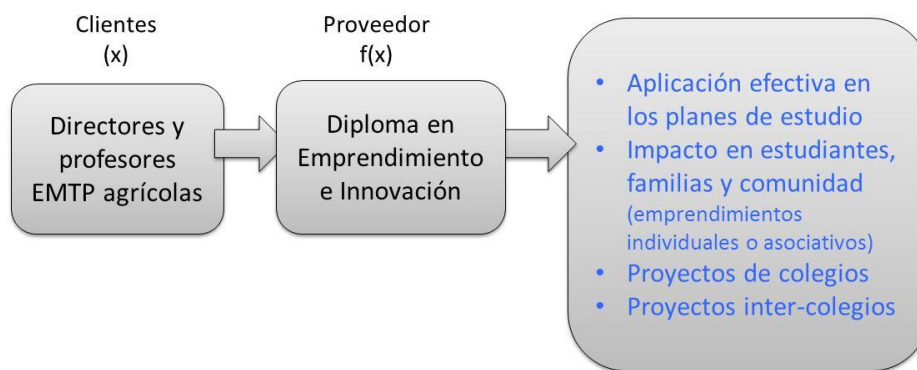 Clientes
(x)
Proveedor
f(x)
Directores y
profesores
EMTP agrícolas
Diploma en
Emprendimiento
e Innovación
• Aplicación efectiva en
los planes de estudio
• Impacto en estudiantes,
familias y comunidad
(emprendimientos
individuales o asociativos)
• Proyectos de colegios
• Proyectos inter-colegios